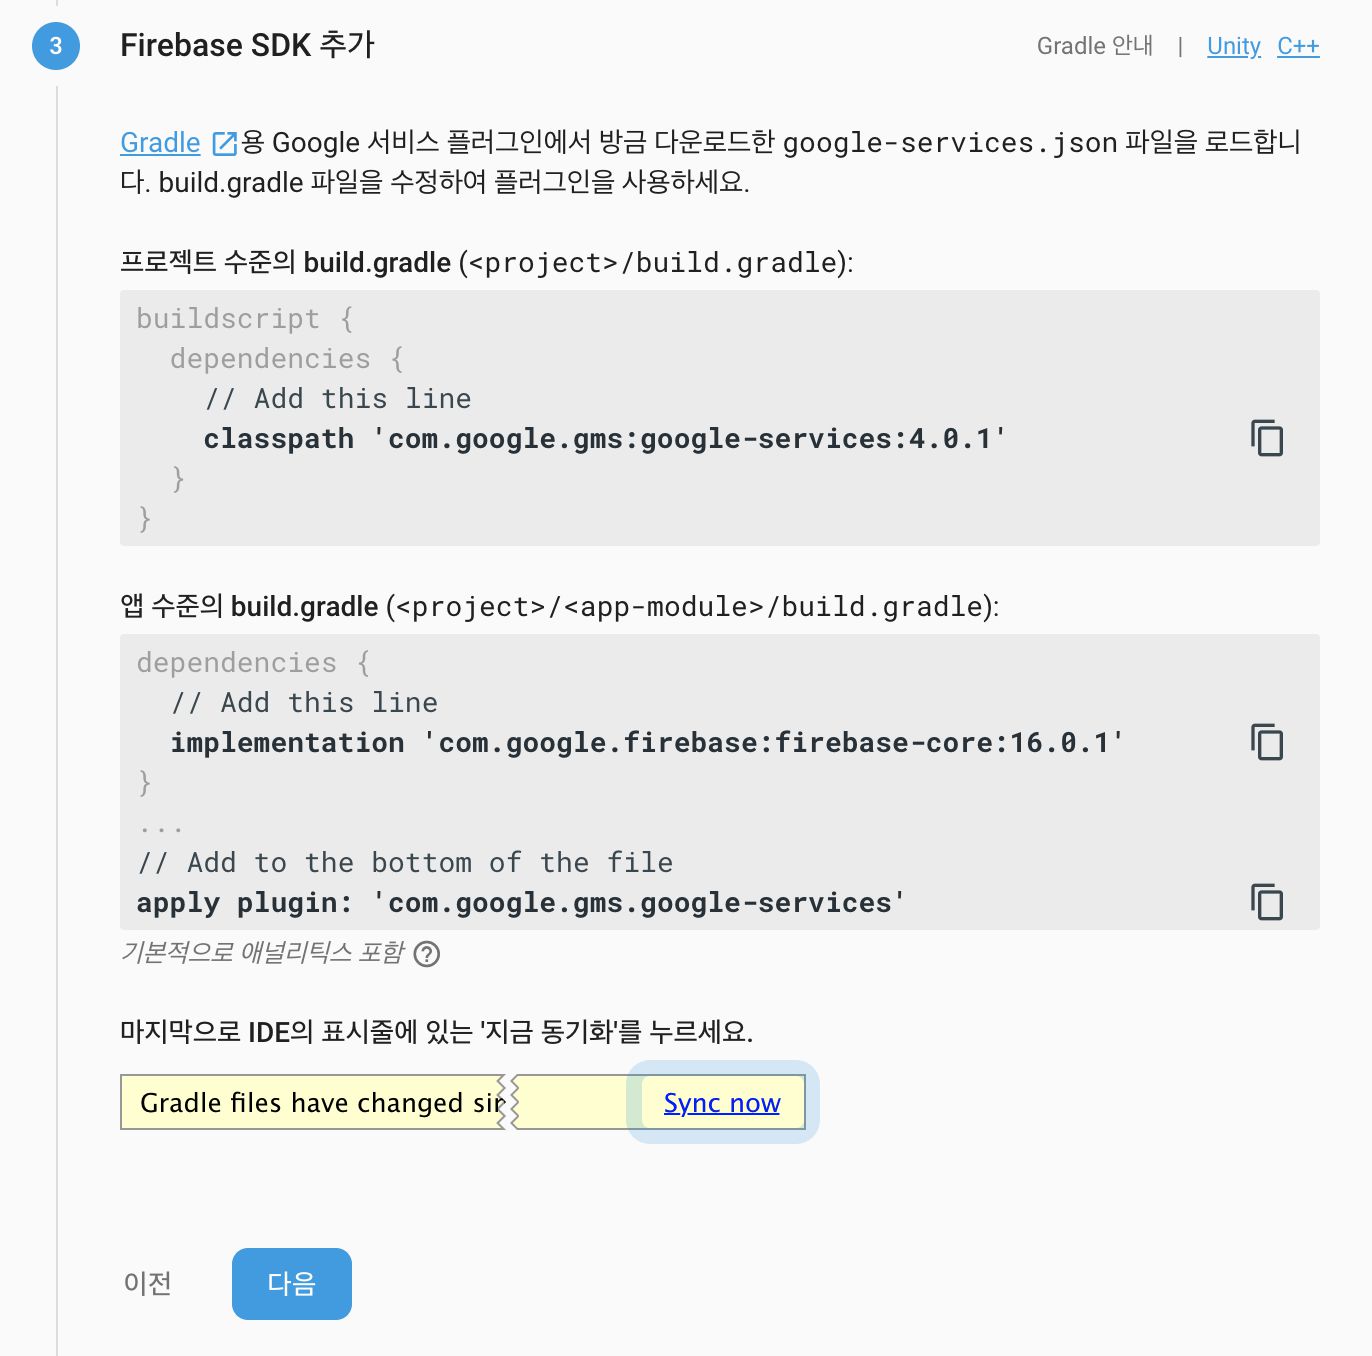 3
Firebase SDK 추가
Gradle 안내 | Unity C++
Gradle 용 Google 서비스 플러그인에서 방금 다운로드한 google-services.json 파일을 로드합니
다. build.gradle 파일을 수정하여 플러그인을 사용하세요.
프로젝트 수준의 build.gradle (<project>/build.gradle):
buildscript {
  dependencies {
    // Add this line
    classpath 'com.google.gms:google-services:4.0.1'
  }
}
앱 수준의 build.gradle (<project>/<app-module>/build.gradle):
dependencies {
  // Add this line
  implementation 'com.google.firebase:firebase-core:16.0.1'
}
...
// Add to the bottom of the file
apply plugin: 'com.google.gms.google-services'
기본적으로 애널리틱스 포함 ?
마지막으로 IDE의 표시줄에 있는 '지금 동기화'를 누르세요.
Gradle files have changed sin Sync now
이전 다음